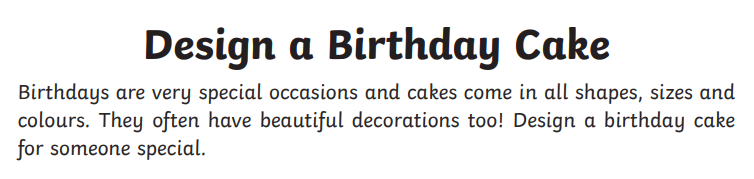 Design a Birthday Cake
Birthdays are very special occasions and cakes come in all shapes, sizes and
colours. They often have beautiful decorations too! Design a birthday cake
for someone special.